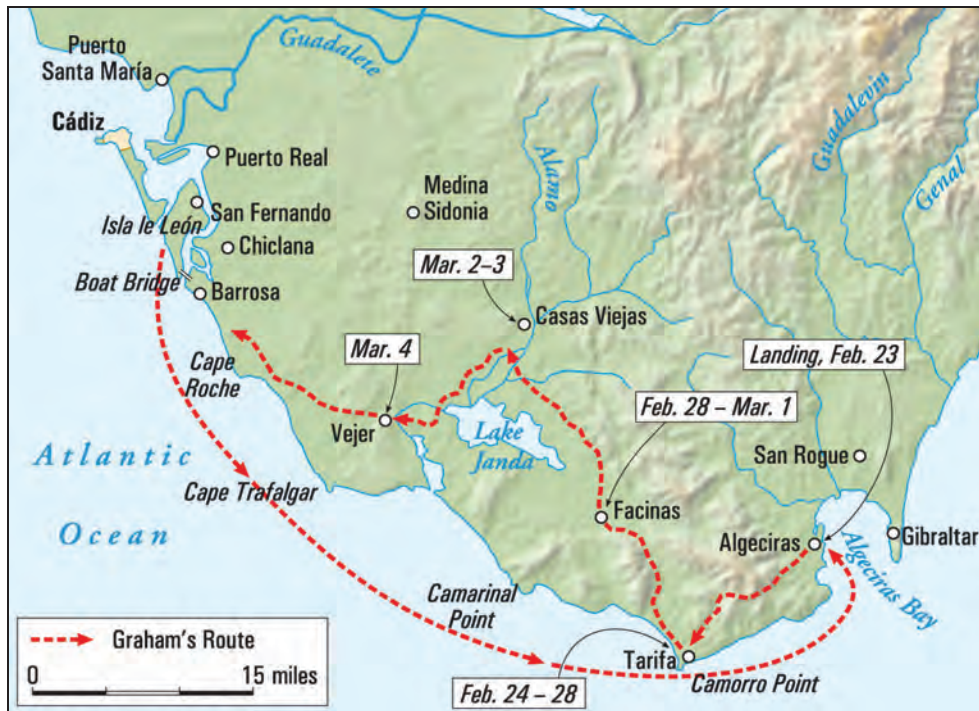 Puerto
Santa María
Guadalete
Cádiz
Puerto Real
Guadalevin
Genal
Alamo
Medina
Sidonia
San Fernando
Isla le León
Chiclana
Mar. 2–3
Boat Bridge
Barrosa
Casas Viejas
Mar. 4
Landing, Feb. 23
Cape
Roche
Feb. 28 – Mar. 1
Vejer
Lake
Janda
San Rogue
Atlantic
Ocean
Cape Trafalgar
Facinas
Algeciras
Gibraltar
Algeciras Bay
Camarinal
Point
Graham's Route
0
15 miles
Tarifa
Camorro Point
Feb. 24 – 28